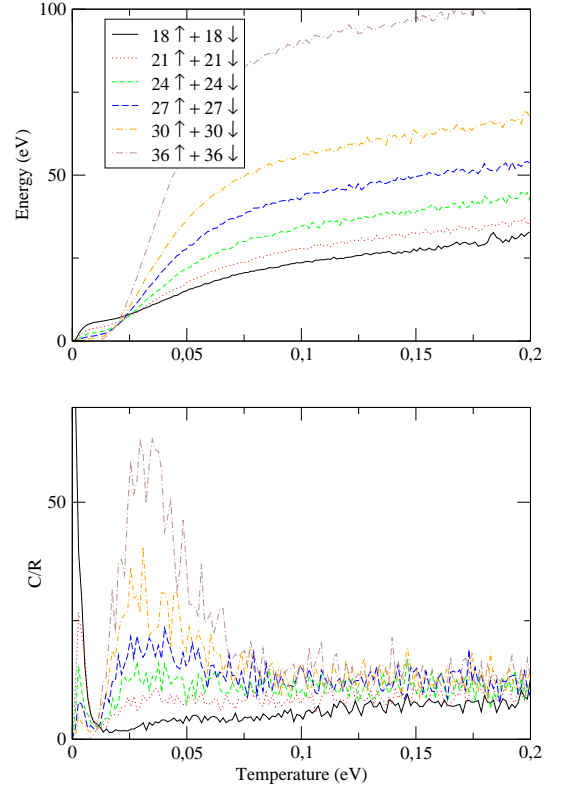 100
18↑+18↓
21↑+21↓
24↑+24↓
27↑+27↓
30↑+30↓
36↑+36↓
Energy (eV)
50
0
0 0,05 0,1 0,15 0,2
50
C/R
0
0 0,05 0,1 0,15 0,2
Temperature (eV)